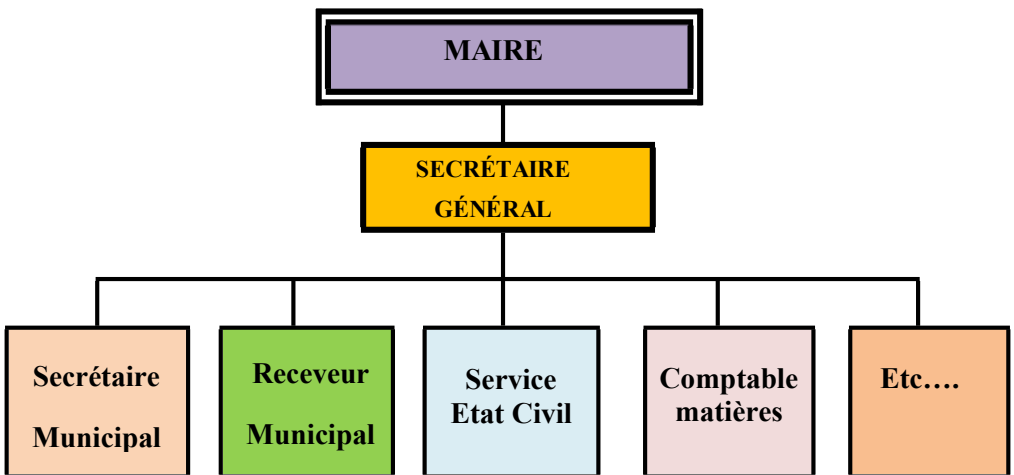 MAIRE
SECRÉTAIRE
GÉNÉRAL
Secrétaire
Municipal
Receveur
Municipal
Service
Etat Civil
Comptable
matières
Etc....